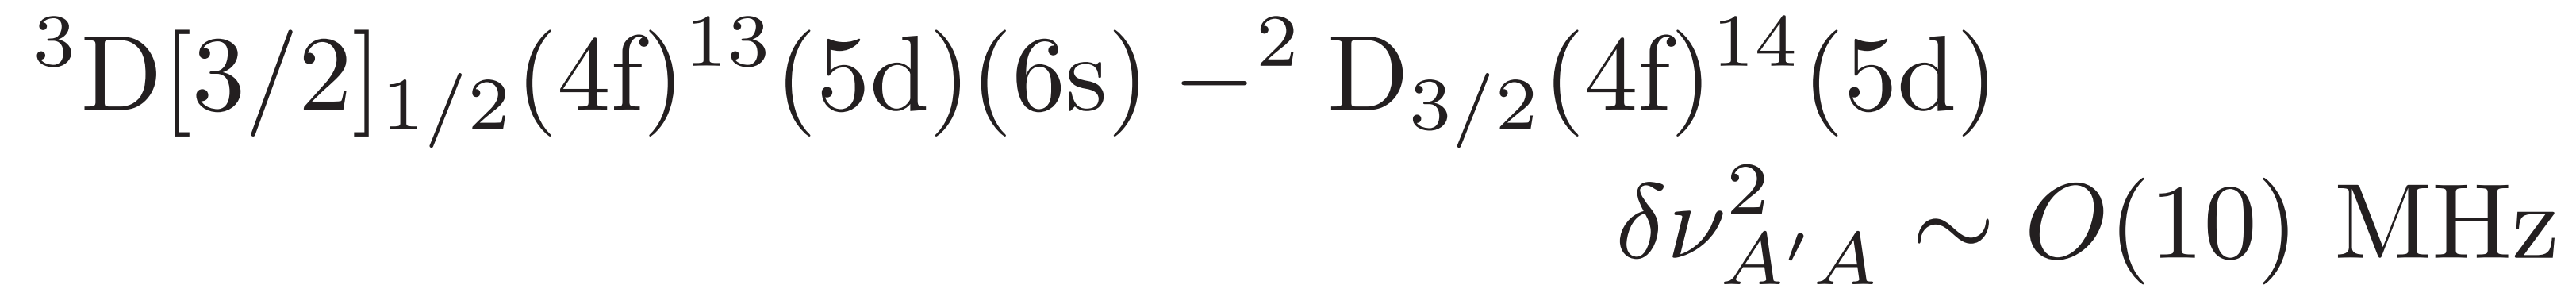 ³D[3/2]₁/₂(4f)¹³(5d)(6s) −² D₃/₂(4f)¹⁴(5d)
δν²_{A′A} ∼ O(10) MHz